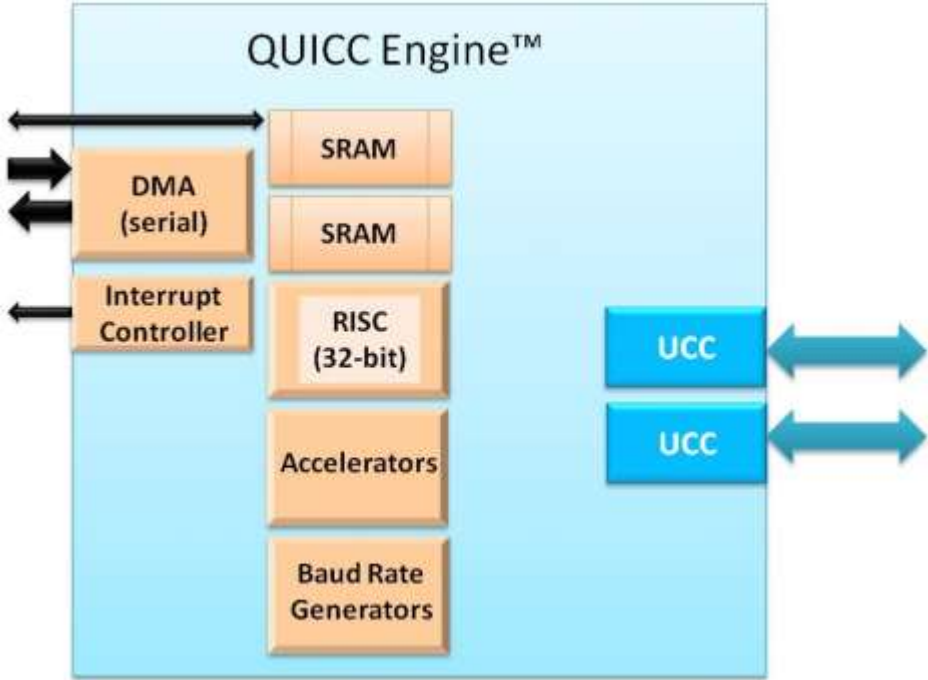 QUICC Engine™
SRAM
DMA
(serial)
SRAM
Interrupt
Controller
RISC
(32-bit)
UCC
Accelerators
UCC
Baud Rate
Generators